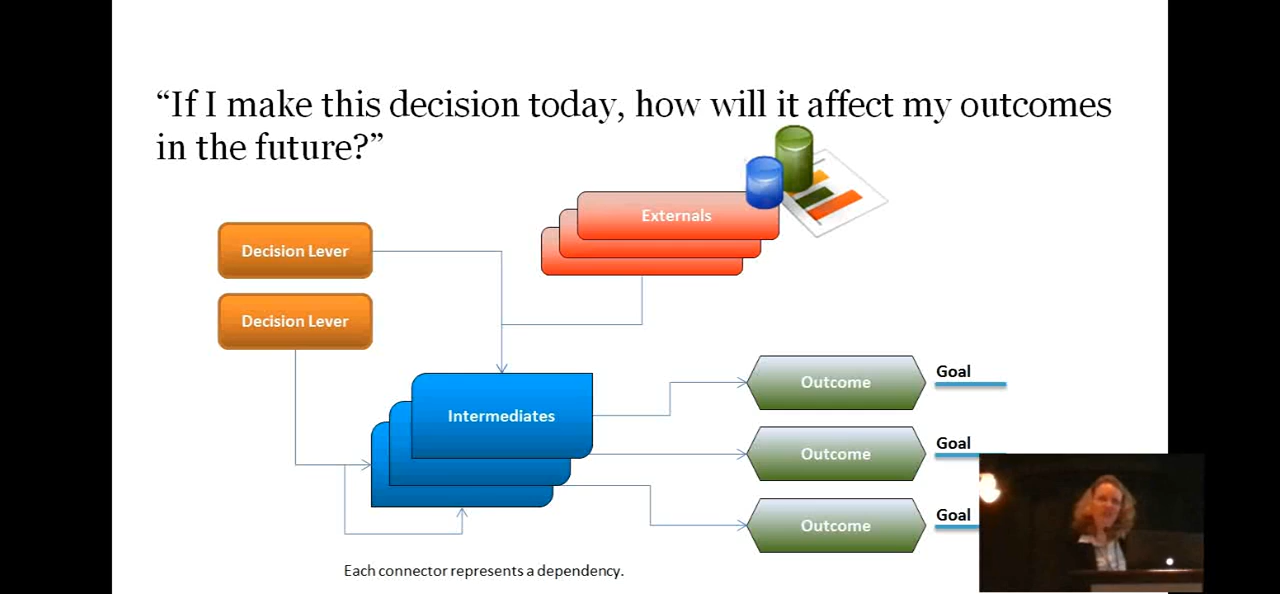 “If I make this decision today, how will it affect my outcomes
in the future?”
Externals
Decision Lever
Decision Lever
Intermediates
Outcome
Goal
Outcome
Goal
Outcome
Goal
Each connector represents a dependency.